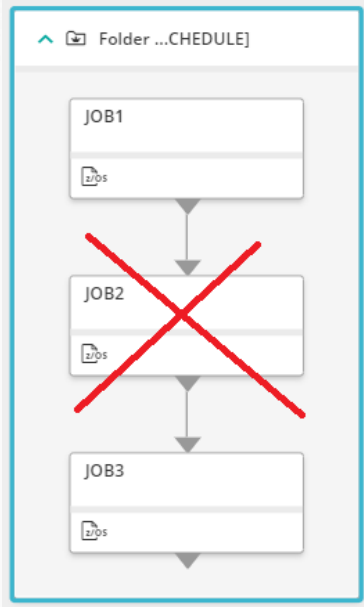 Folder ...CHEDULE]
JOB1
z/os
JOB2
z/os
JOB3
z/os